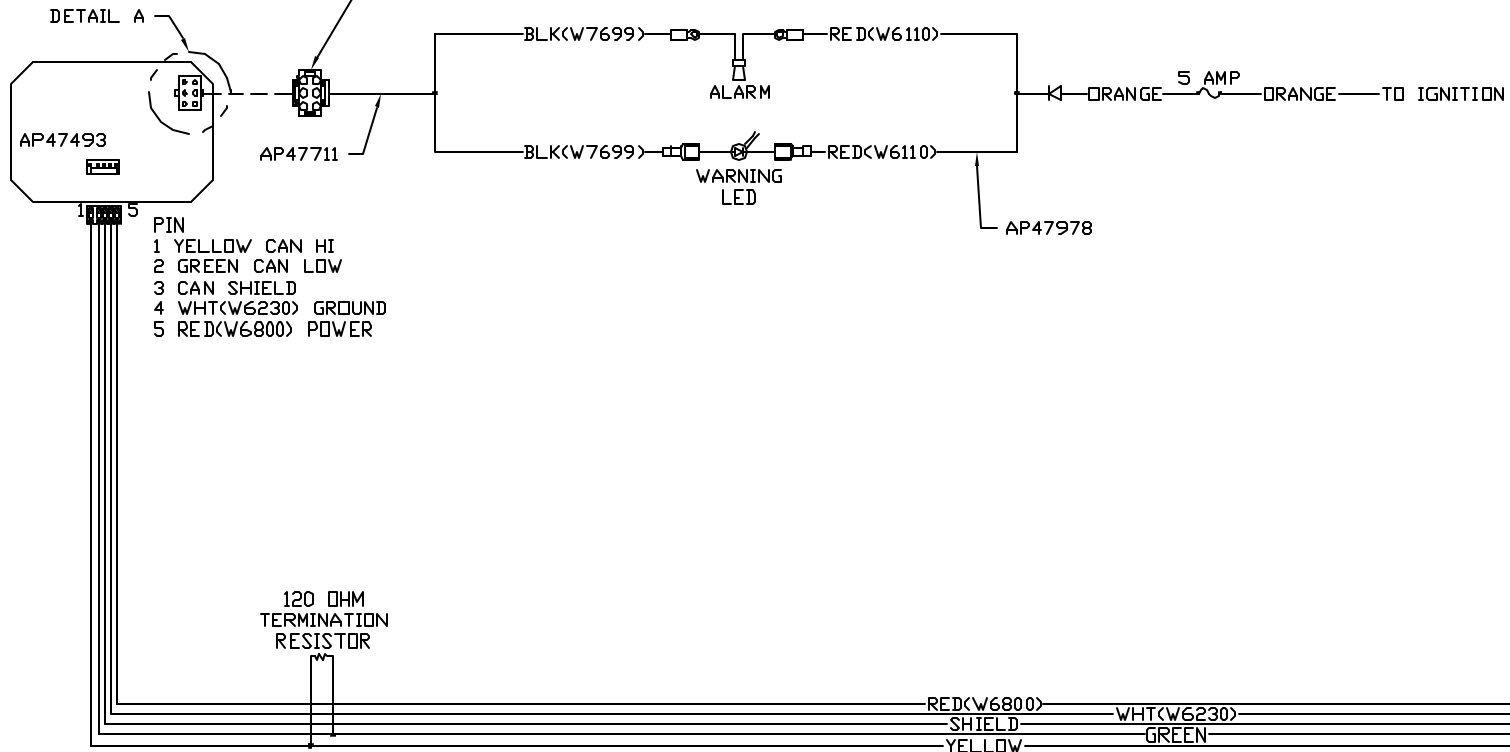 DETAIL A
BLK(W7699)
RED(W6110)
ALARM
5 AMP
ORANGE
ORANGE
TO IGNITION
AP47493
AP47711
BLK(W7699)
RED(W6110)
WARNING
LED
AP47978
1
5
PIN
1 YELLOW CAN HI
2 GREEN CAN LOW
3 CAN SHIELD
4 WHT(W6230) GROUND
5 RED(W6800) POWER
120 OHM
TERMINATION
RESISTOR
RED(W6800)
WHT(W6230)
SHIELD
GREEN
YELLOW